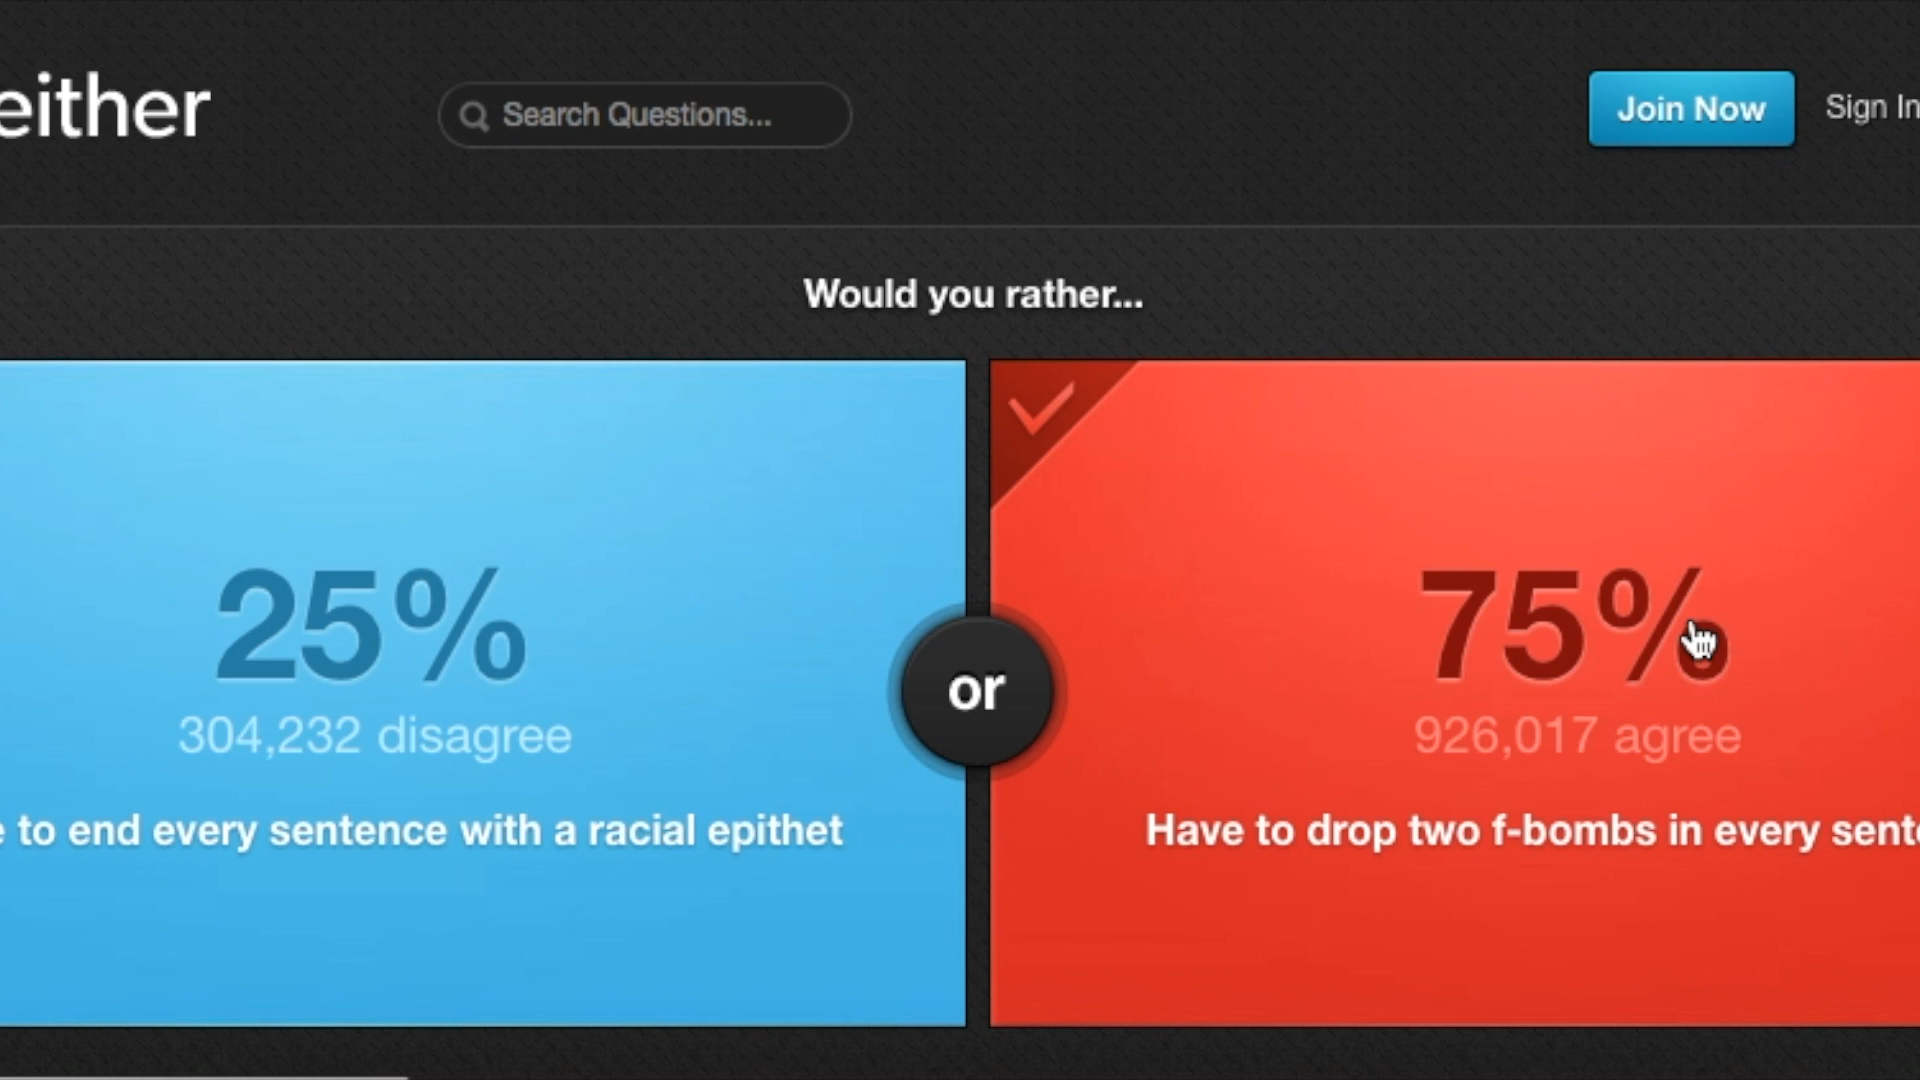 either
Search Questions...
Join Now
Sign In
Would you rather...
25%
304,232 disagree
to end every sentence with a racial epithet
or
75%
926,017 agree
Have to drop two f-bombs in every